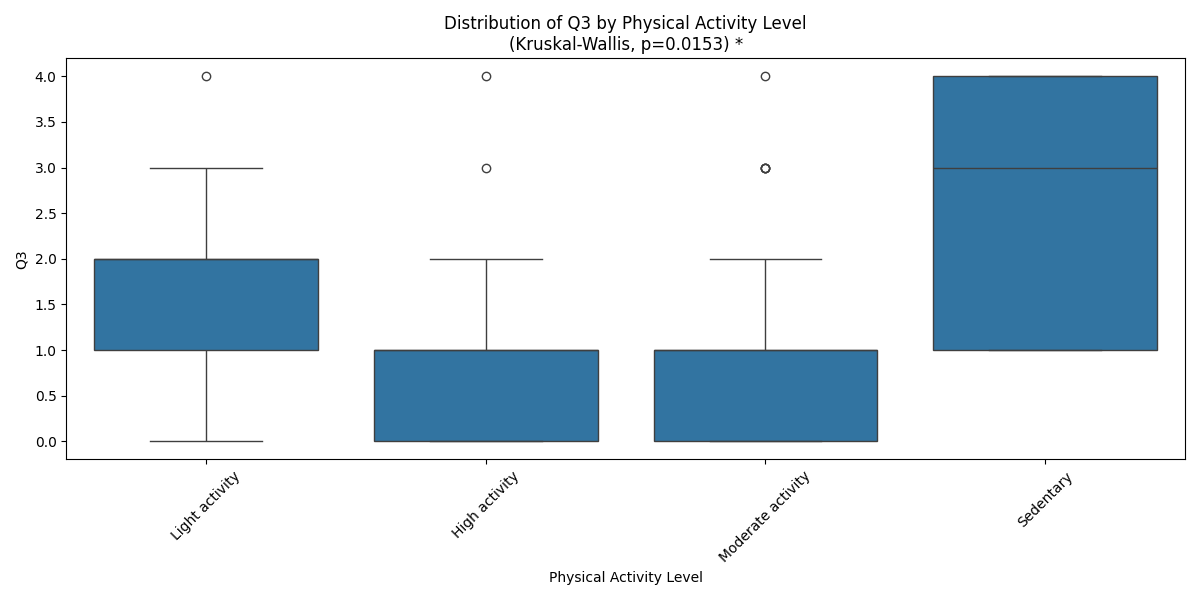 Distribution of Q3 by Physical Activity Level
(Kruskal-Wallis, p=0.0153) *
4.0
3.5
3.0
2.5
2.0
1.5
1.0
0.5
0.0
Q3
Light activity
High activity
Moderate activity
Sedentary
Physical Activity Level